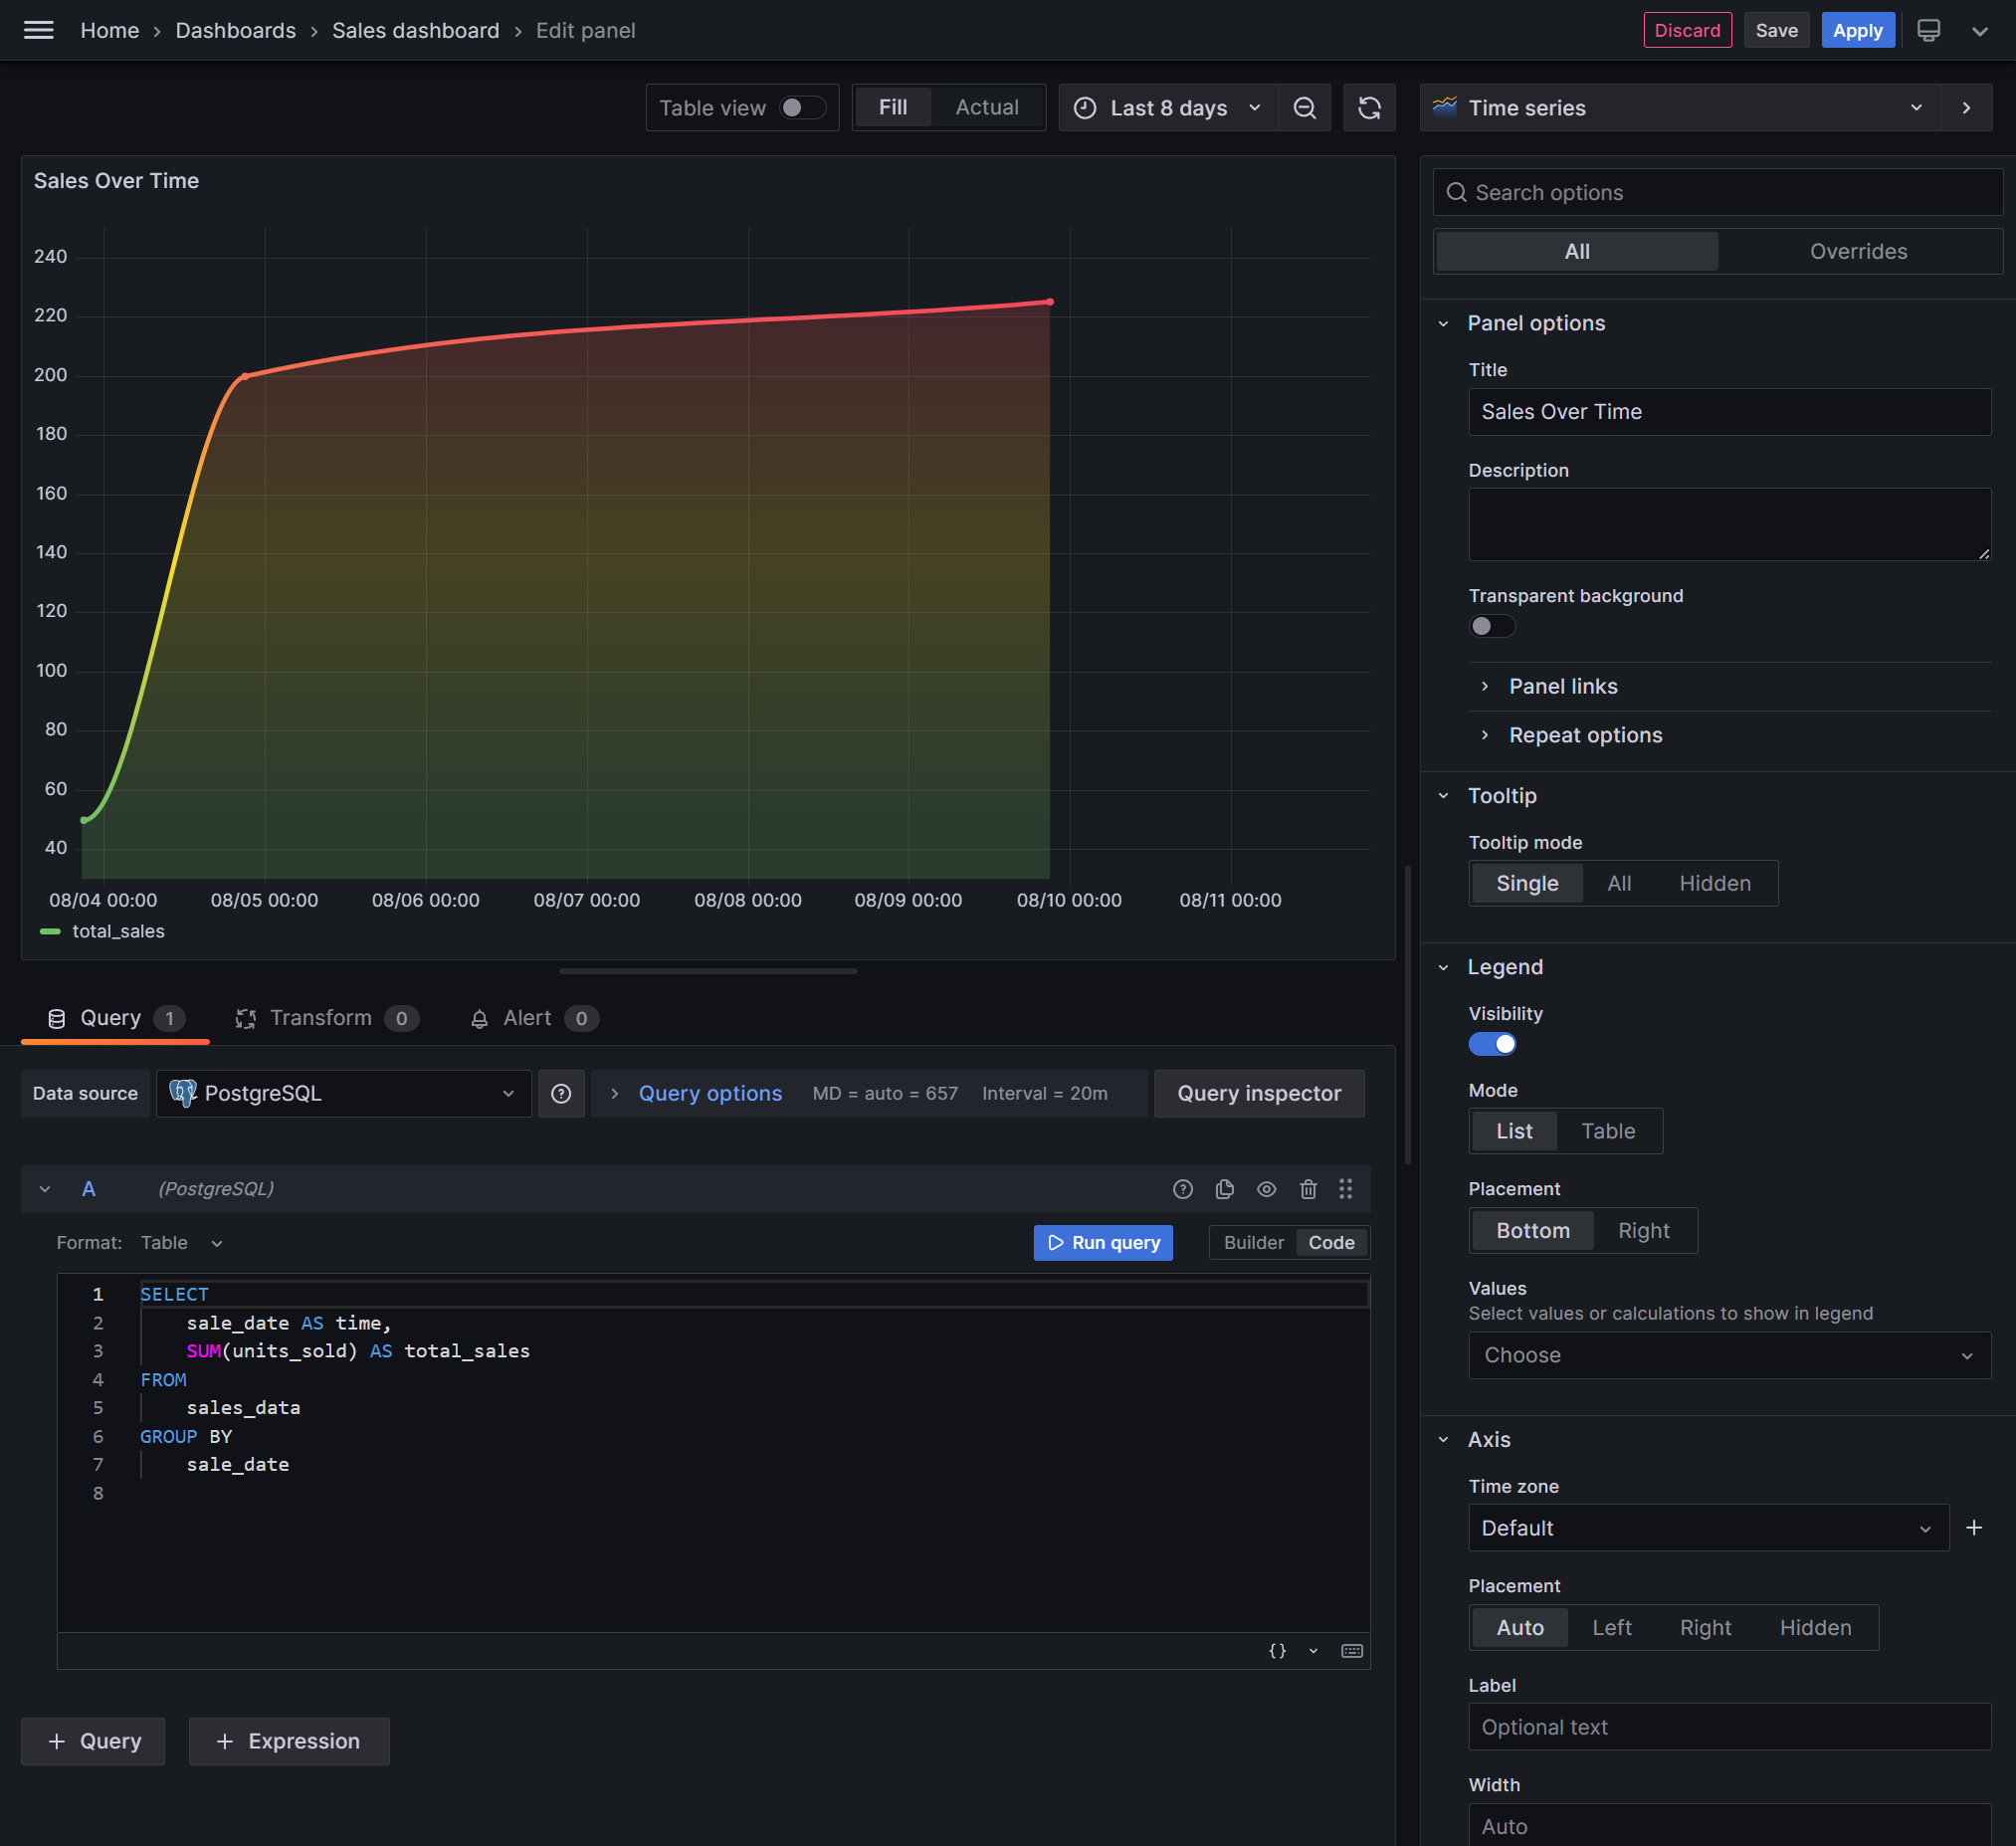 Home › Dashboards › Sales dashboard › Edit panel
Discard Save Apply
Table view Fill Actual Last 8 days
Time series
Sales Over Time
240
220
200
180
160
140
120
100
80
60
40
08/04 00:00 08/05 00:00 08/06 00:00 08/07 00:00 08/08 00:00 08/09 00:00 08/10 00:00 08/11 00:00
total_sales
Query 1 Transform 0 Alert 0
Data source PostgreSQL Query options MD = auto = 657 Interval = 20m Query inspector
A (PostgreSQL)
Format: Table Run query Builder Code
1 SELECT
2 sale_date AS time,
3 SUM(units_sold) AS total_sales
4 FROM
5 sales_data
6 GROUP BY
7 sale_date
8
{}
+ Query + Expression
Search options
All Overrides
Panel options
Title
Sales Over Time
Description
Transparent background
Panel links
Repeat options
Tooltip
Tooltip mode
Single All Hidden
Legend
Visibility
Mode
List Table
Placement
Bottom Right
Values
Select values or calculations to show in legend
Choose
Axis
Time zone
Default +
Placement
Auto Left Right Hidden
Label
Optional text
Width
Auto